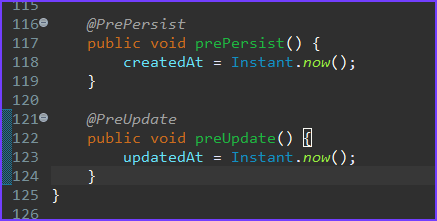 115
116 @PrePersist
117 public void prePersist() {
118 createdAt = Instant.now();
119 }
120
121 @PreUpdate
122 public void preUpdate() {
123 updatedAt = Instant.now();
124 }
125 }
126